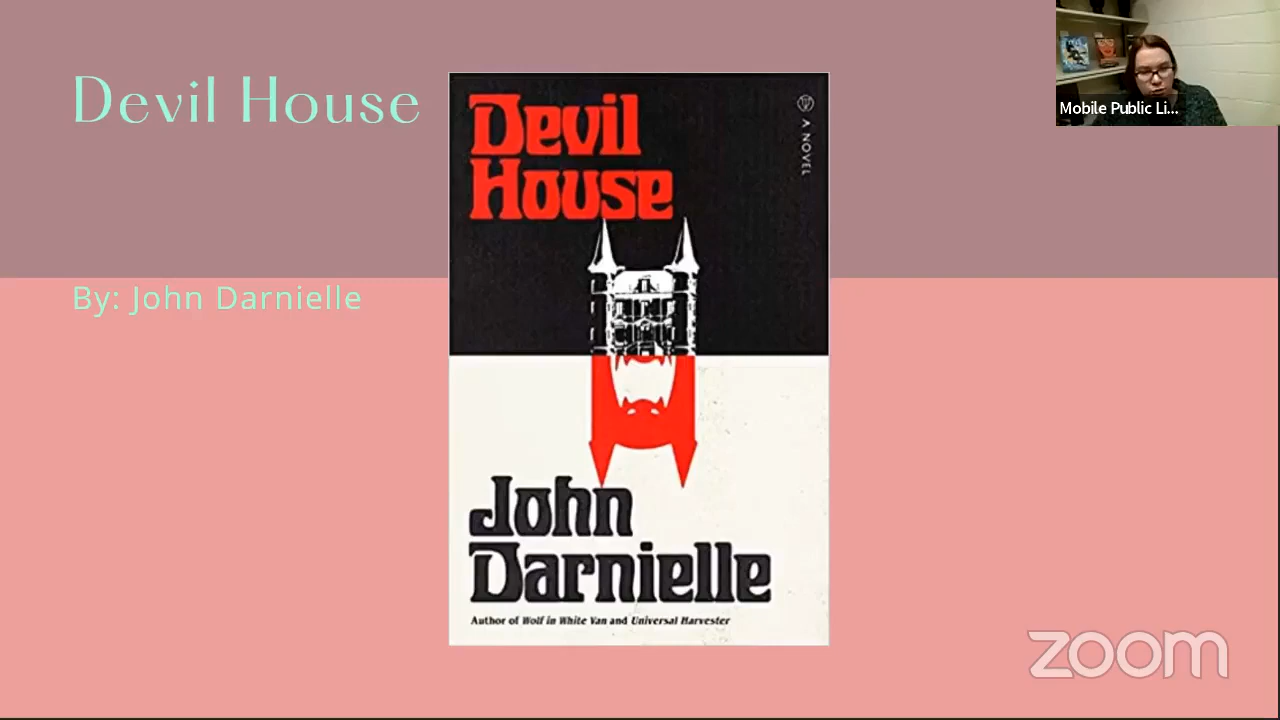 Devil House
By: John Darnielle
Devil
House
A NOVEL
John
Darnielle
Author of Wolf in White Van and Universal Harvester
Mobile Public Li...
zoom